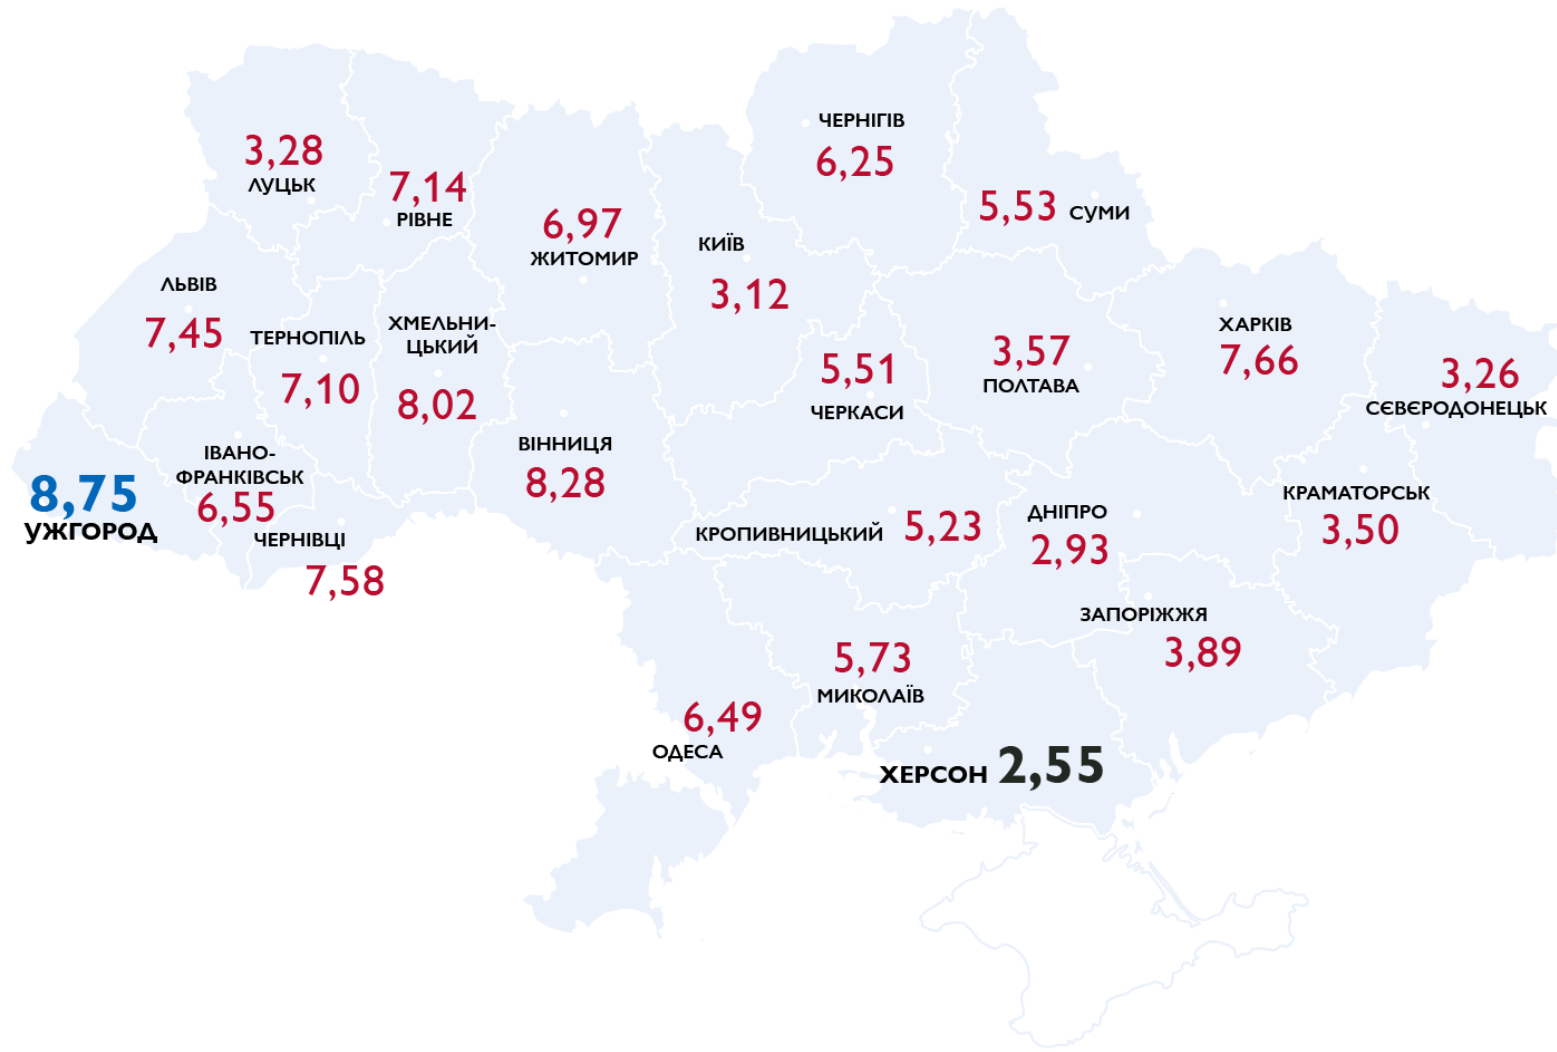 ЧЕРНІГІВ
6,25
3,28
ЛУЦЬК
7,14
РІВНЕ
6,97
ЖИТОМИР
КИЇВ
3,12
5,53 СУМИ
ЛЬВІВ
7,45
ТЕРНОПІЛЬ
7,10
ХМЕЛЬНИ-
ЦЬКИЙ
8,02
5,51
ЧЕРКАСИ
3,57
ПОЛТАВА
ХАРКІВ
7,66
3,26
СЄВЄРОДОНЕЦЬК
8,75
УЖГОРОД
ІВАНО-
ФРАНКІВСЬК
6,55
ЧЕРНІВЦІ
7,58
ВІННИЦЯ
8,28
КРОПИВНИЦЬКИЙ 5,23
ДНІПРО
2,93
КРАМАТОРСЬК
3,50
ЗАПОРІЖЖЯ
3,89
5,73
МИКОЛАЇВ
6,49
ОДЕСА
ХЕРСОН 2,55